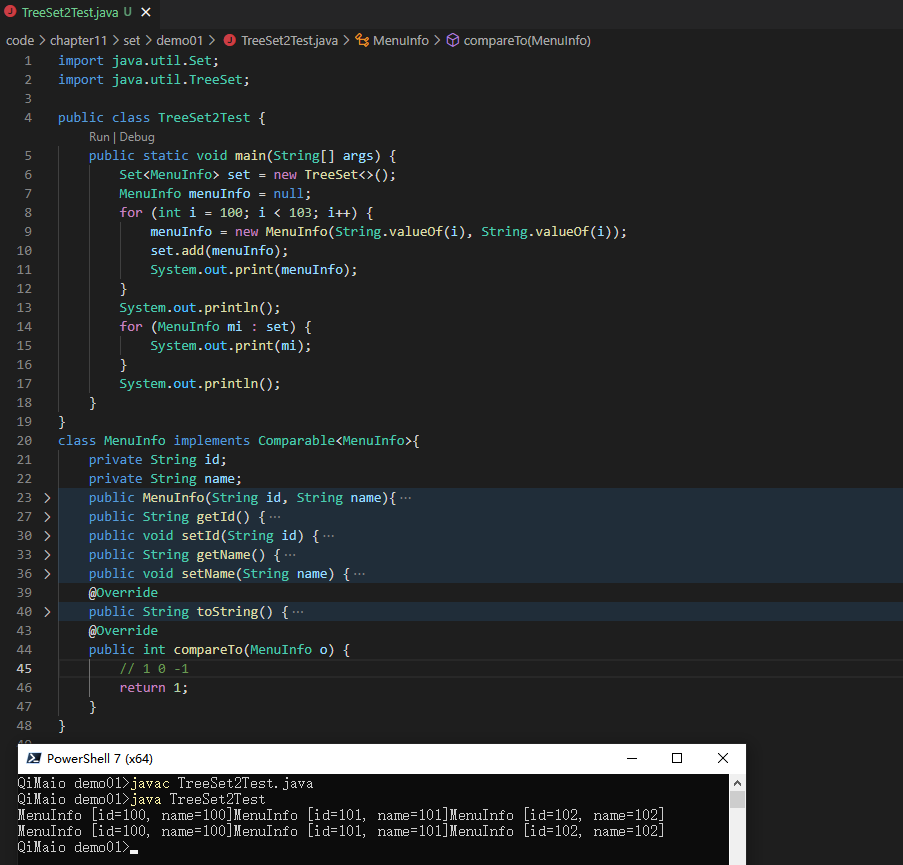 TreeSet2Test.java U ×
code > chapter11 > set > demo01 > TreeSet2Test.java > MenuInfo > compareTo(MenuInfo)
1 import java.util.Set;
2 import java.util.TreeSet;
3
4 public class TreeSet2Test {
Run | Debug
5 public static void main(String[] args) {
6 Set<MenuInfo> set = new TreeSet<>();
7 MenuInfo menuInfo = null;
8 for (int i = 100; i < 103; i++) {
9 menuInfo = new MenuInfo(String.valueOf(i), String.valueOf(i));
10 set.add(menuInfo);
11 System.out.print(menuInfo);
12 }
13 System.out.println();
14 for (MenuInfo mi : set) {
15 System.out.print(mi);
16 }
17 System.out.println();
18 }
19 }
20 class MenuInfo implements Comparable<MenuInfo>{
21 private String id;
22 private String name;
23 > public MenuInfo(String id, String name){ ···
27 > public String getId() { ···
30 > public void setId(String id) { ···
33 > public String getName() { ···
36 > public void setName(String name) { ···
39 @Override
40 > public String toString() { ···
43 @Override
44 public int compareTo(MenuInfo o) {
45 // 1 0 -1
46 return 1;
47 }
48 }
PowerShell 7 (x64)
QiMaio demo01>javac TreeSet2Test.java
QiMaio demo01>java TreeSet2Test
MenuInfo [id=100, name=100]MenuInfo [id=101, name=101]MenuInfo [id=102, name=102]
MenuInfo [id=100, name=100]MenuInfo [id=101, name=101]MenuInfo [id=102, name=102]
QiMaio demo01>